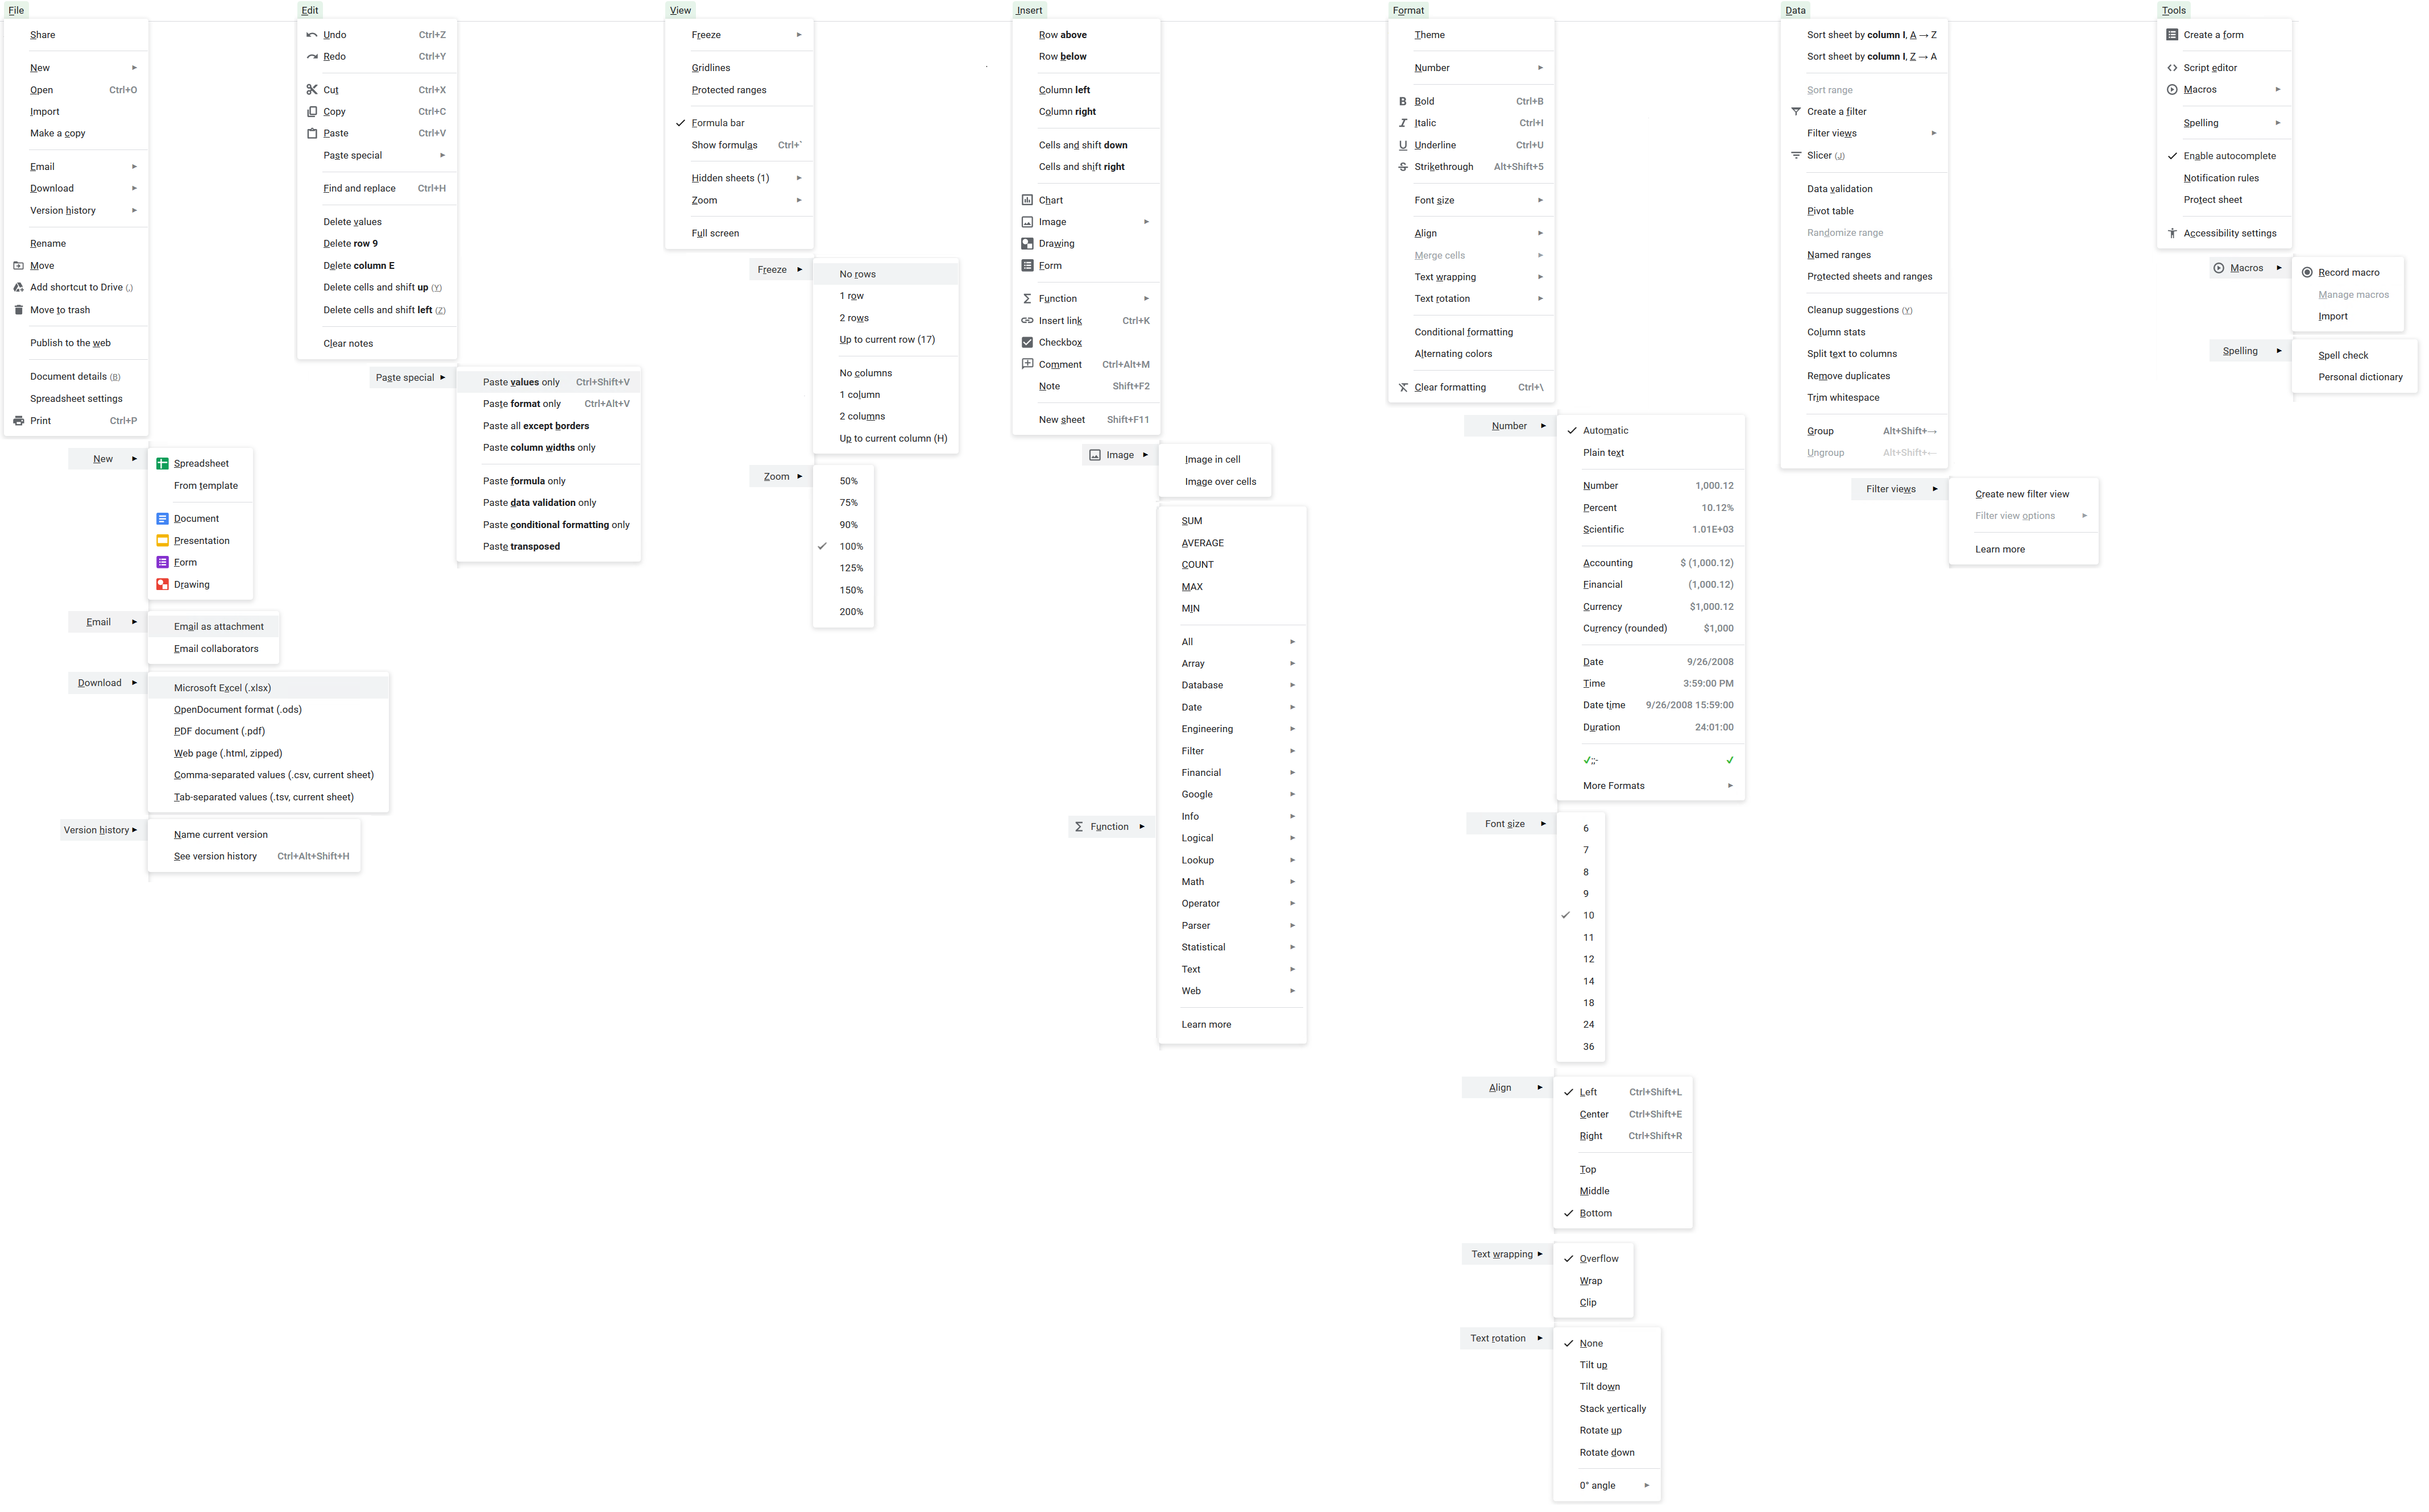 File
Share
New
Open Ctrl+O
Import
Make a copy
Email
Download
Version history
Rename
Move
Add shortcut to Drive (,)
Move to trash
Publish to the web
Document details (B)
Spreadsheet settings
Print Ctrl+P
New
Spreadsheet
From template
Document
Presentation
Form
Drawing
Email
Email as attachment
Email collaborators
Download
Microsoft Excel (.xlsx)
OpenDocument format (.ods)
PDF document (.pdf)
Web page (.html, zipped)
Comma-separated values (.csv, current sheet)
Tab-separated values (.tsv, current sheet)
Version history
Name current version
See version history Ctrl+Alt+Shift+H
Edit
Undo Ctrl+Z
Redo Ctrl+Y
Cut Ctrl+X
Copy Ctrl+C
Paste Ctrl+V
Paste special
Find and replace Ctrl+H
Delete values
Delete row 9
Delete column E
Delete cells and shift up (Y)
Delete cells and shift left (Z)
Clear notes
Paste special
Paste values only Ctrl+Shift+V
Paste format only Ctrl+Alt+V
Paste all except borders
Paste column widths only
Paste formula only
Paste data validation only
Paste conditional formatting only
Paste transposed
View
Freeze
Gridlines
Protected ranges
Formula bar
Show formulas Ctrl+`
Hidden sheets (1)
Zoom
Full screen
Freeze
No rows
1 row
2 rows
Up to current row (17)
No columns
1 column
2 columns
Up to current column (H)
Zoom
50%
75%
90%
100%
125%
150%
200%
Insert
Row above
Row below
Column left
Column right
Cells and shift down
Cells and shift right
Chart
Image
Drawing
Form
Function
Insert link Ctrl+K
Checkbox
Comment Ctrl+Alt+M
Note Shift+F2
New sheet Shift+F11
Image
Image in cell
Image over cells
Function
SUM
AVERAGE
COUNT
MAX
MIN
All
Array
Database
Date
Engineering
Filter
Financial
Google
Info
Logical
Lookup
Math
Operator
Parser
Statistical
Text
Web
Learn more
Format
Theme
Number
Bold Ctrl+B
Italic Ctrl+I
Underline Ctrl+U
Strikethrough Alt+Shift+5
Font size
Align
Merge cells
Text wrapping
Text rotation
Conditional formatting
Alternating colors
Clear formatting Ctrl+\
Number
Automatic
Plain text
Number 1,000.12
Percent 10.12%
Scientific 1.01E+03
Accounting $ (1,000.12)
Financial (1,000.12)
Currency $1,000.12
Currency (rounded) $1,000
Date 9/26/2008
Time 3:59:00 PM
Date time 9/26/2008 15:59:00
Duration 24:01:00
✓;;- ✓
More Formats
Font size
6
7
8
9
10
11
12
14
18
24
36
Align
Left Ctrl+Shift+L
Center Ctrl+Shift+E
Right Ctrl+Shift+R
Top
Middle
Bottom
Text wrapping
Overflow
Wrap
Clip
Text rotation
None
Tilt up
Tilt down
Stack vertically
Rotate up
Rotate down
0° angle
Data
Sort sheet by column I, A → Z
Sort sheet by column I, Z → A
Sort range
Create a filter
Filter views
Slicer (J)
Data validation
Pivot table
Randomize range
Named ranges
Protected sheets and ranges
Cleanup suggestions (Y)
Column stats
Split text to columns
Remove duplicates
Trim whitespace
Group Alt+Shift+→
Ungroup Alt+Shift+←
Filter views
Create new filter view
Filter view options
Learn more
Tools
Create a form
Script editor
Macros
Spelling
Enable autocomplete
Notification rules
Protect sheet
Accessibility settings
Macros
Record macro
Manage macros
Import
Spelling
Spell check
Personal dictionary